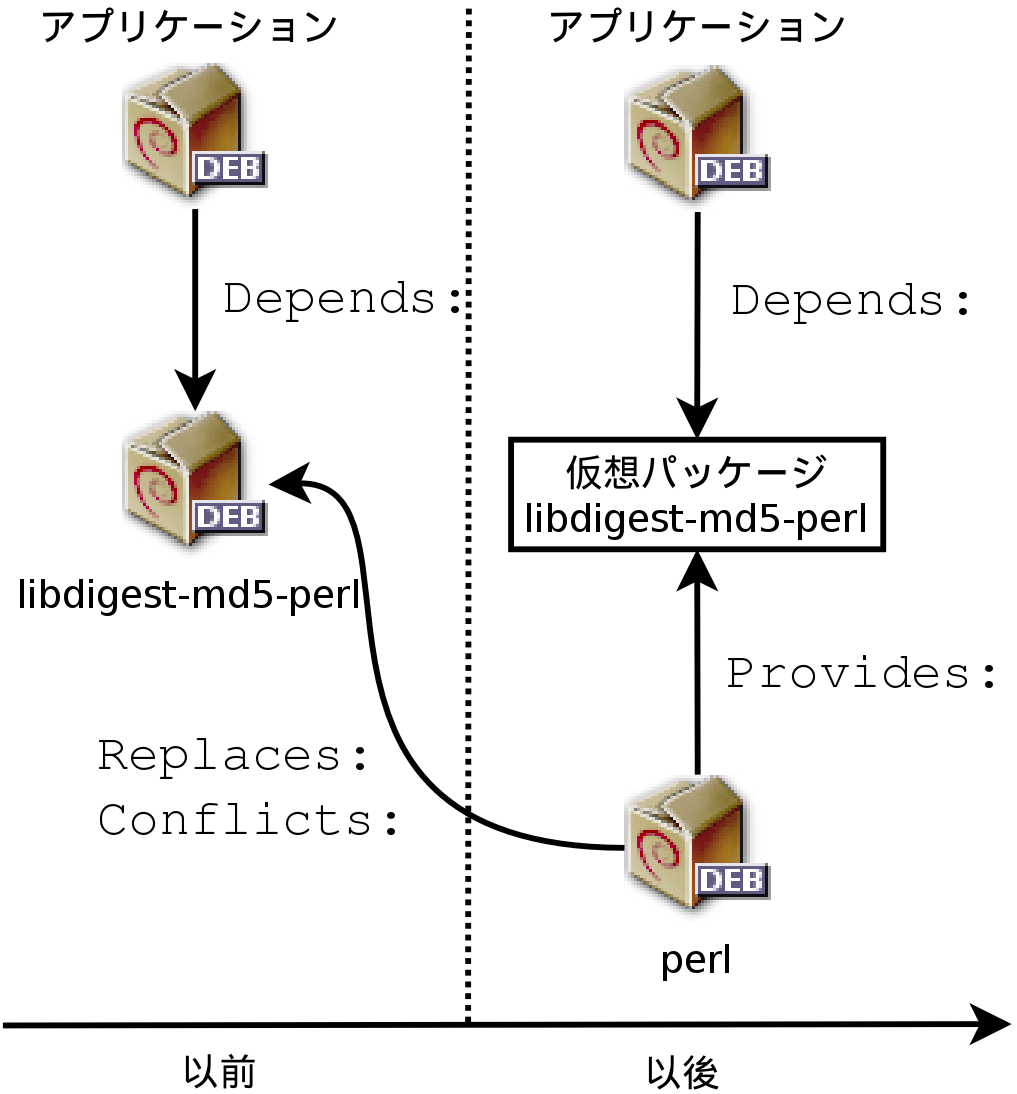 アプリケーション
DEB
Depends:
DEB
libdigest-md5-perl
Replaces:
Conflicts:
以前
アプリケーション
DEB
Depends:
仮想パッケージ
libdigest-md5-perl
Provides:
DEB
perl
以後